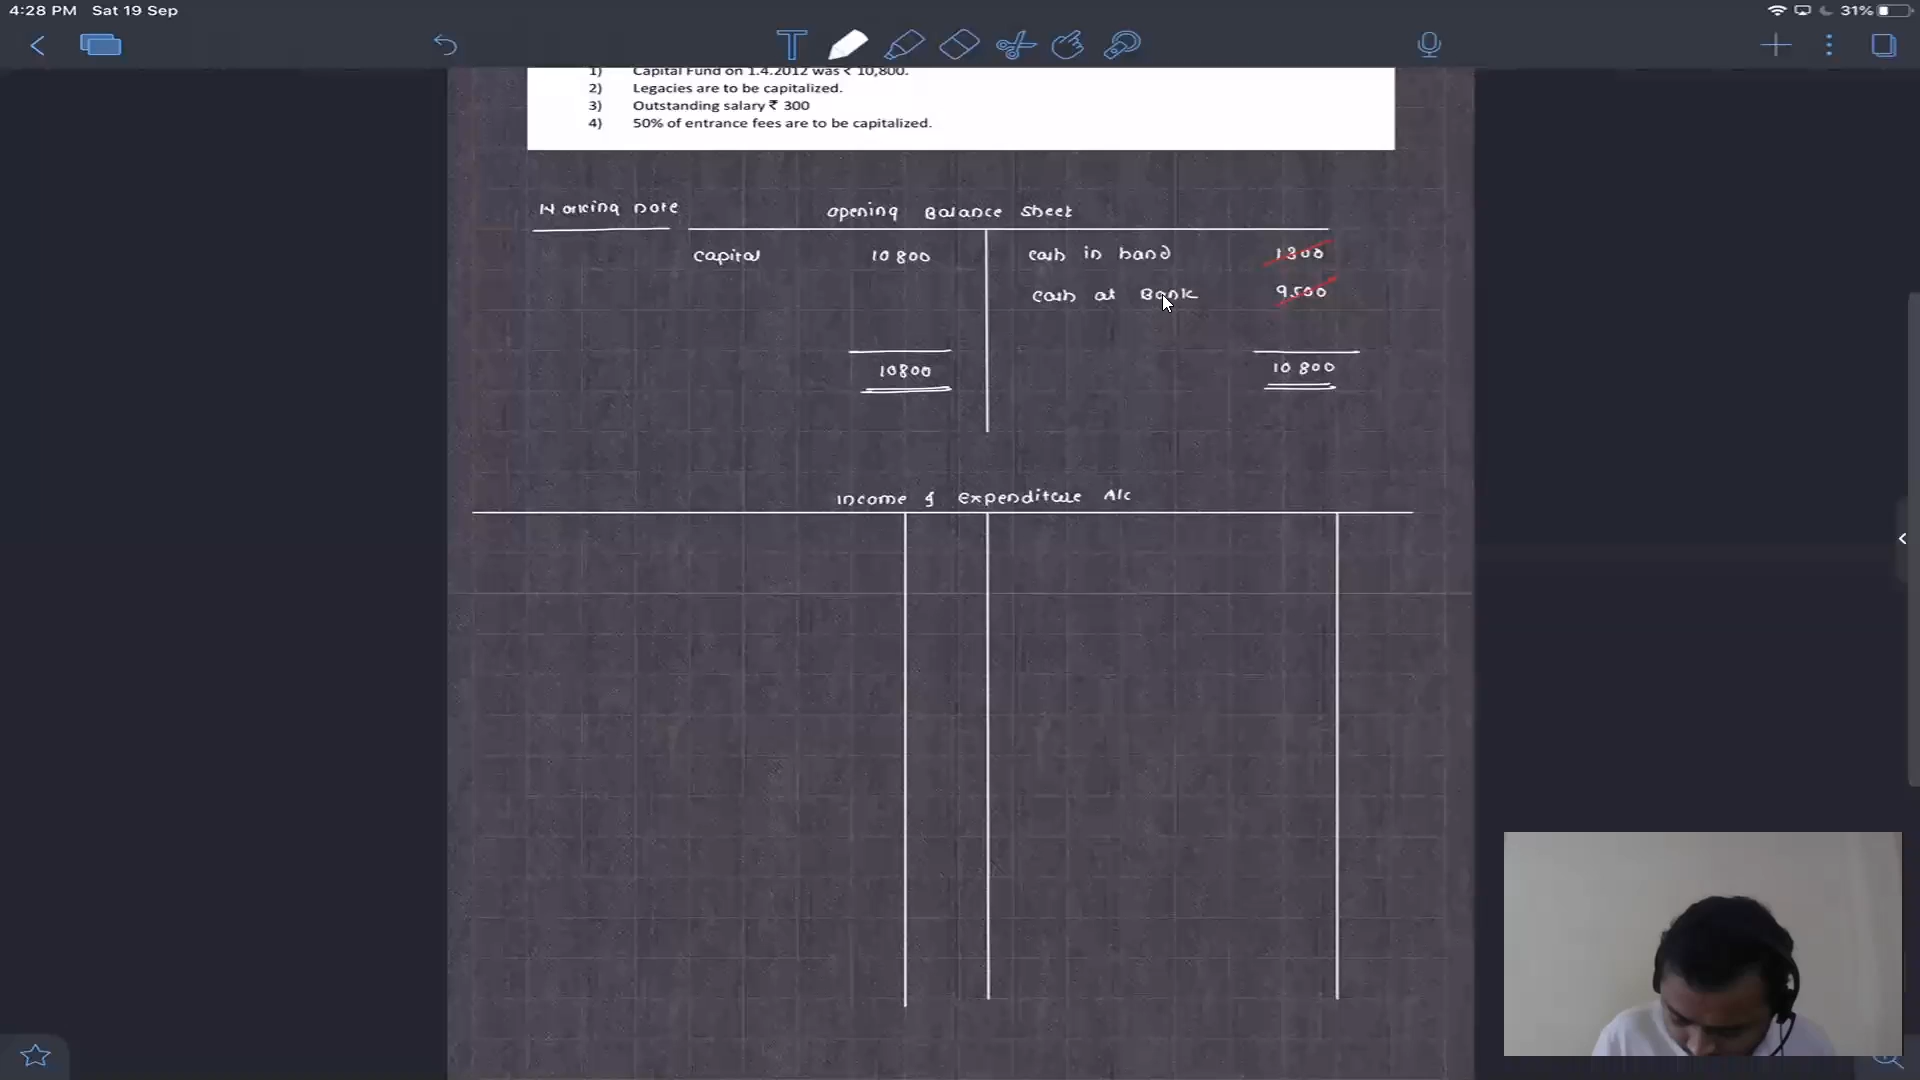 4:28 PM Sat 19 Sep
31%
T
1) Capital Fund on 1.4.2012 was ₹ 10,800.
2) Legacies are to be capitalized.
3) Outstanding salary ₹ 300
4) 50% of entrance fees are to be capitalized.
Working note
Opening Balance Sheet
Capital 10 800 Cash in hand 1300
Cash at Bank 9500
10800 10 800
Income & Expenditure A/c